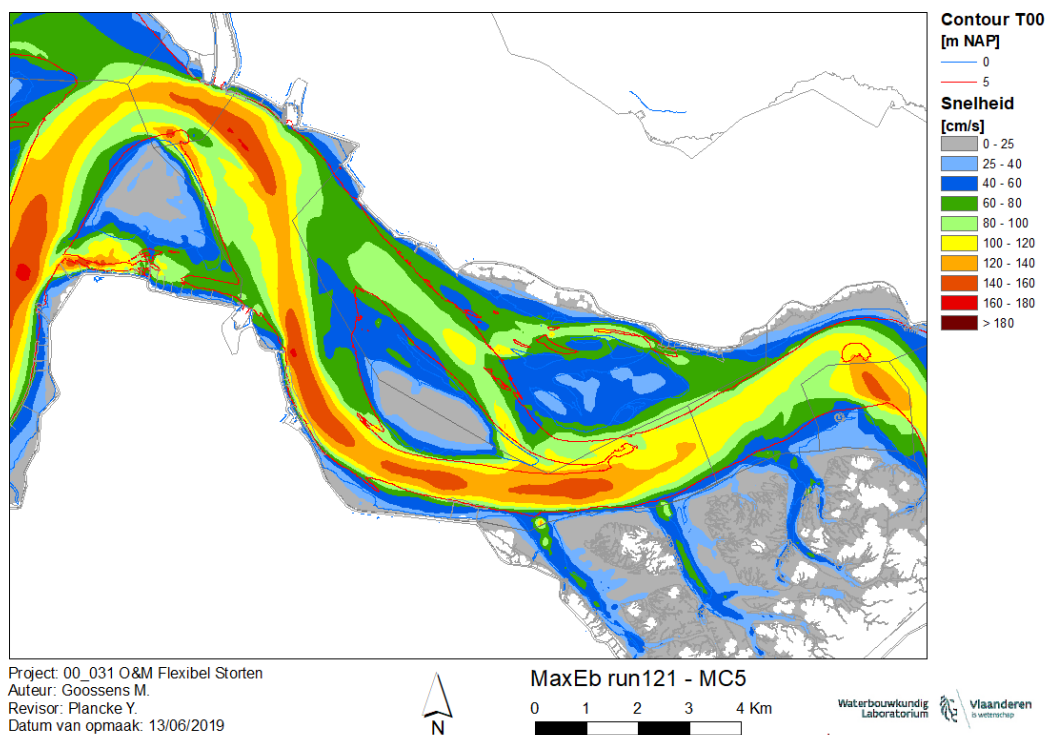 Contour T00
[m NAP]
0
5
Snelheid
[cm/s]
0 - 25
25 - 40
40 - 60
60 - 80
80 - 100
100 - 120
120 - 140
140 - 160
160 - 180
> 180
Project: 00_031 O&M Flexibel Storten
Auteur: Goossens M.
Revisor: Plancke Y.
Datum van opmaak: 13/06/2019
N
MaxEb run121 - MC5
0 1 2 3 4 Km
Waterbouwkundig
Laboratorium
Vlaanderen
is wetenschap